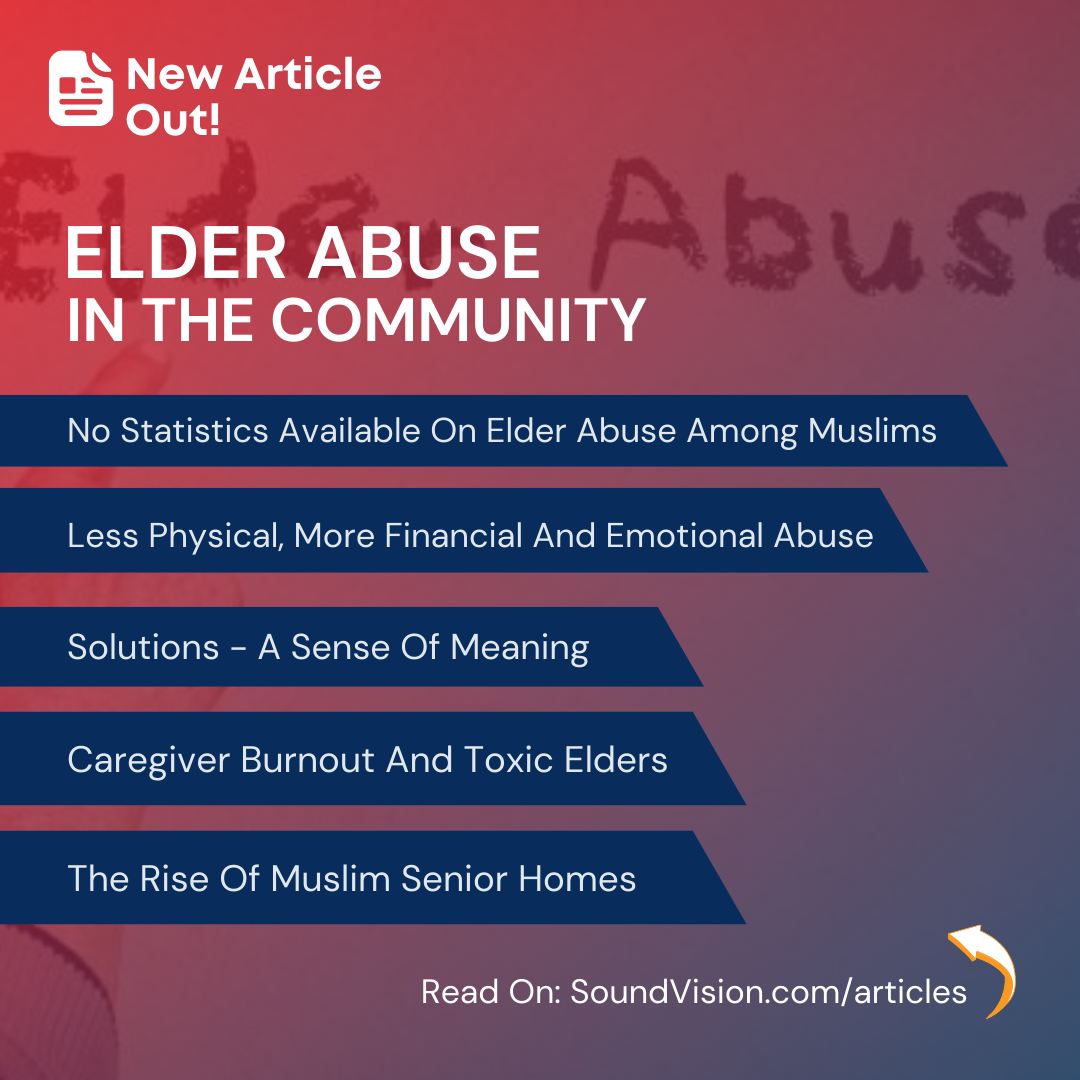 New Article
Out!
Elder Abuse
ELDER ABUSE
IN THE COMMUNITY
No Statistics Available On Elder Abuse Among Muslims
Less Physical, More Financial And Emotional Abuse
Solutions - A Sense Of Meaning
Caregiver Burnout And Toxic Elders
The Rise Of Muslim Senior Homes
Read On: SoundVision.com/articles